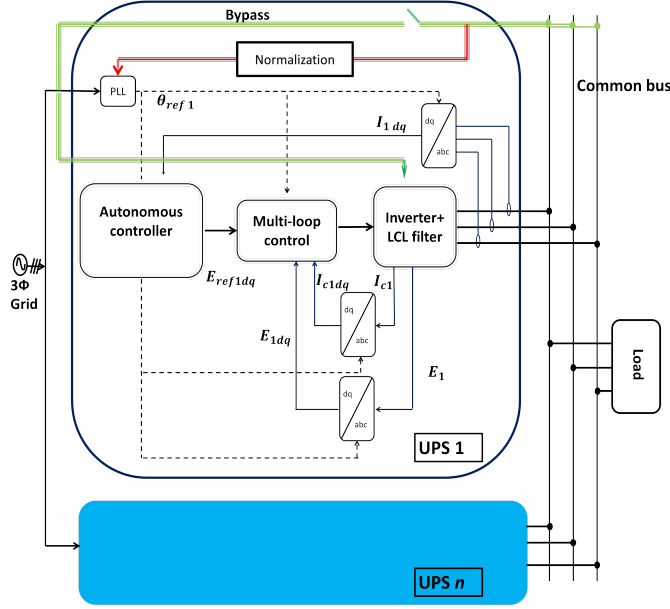 Bypass
Normalization
Common bus
PLL
θref 1
dq
I1 dq
abc
Autonomous
controller
Multi-loop
control
Inverter+
LCL filter
3Φ
Grid
Eref1dq
Ic1dq
Ic1
dq
E1dq
abc
Load
E1
dq
abc
UPS 1
UPS n